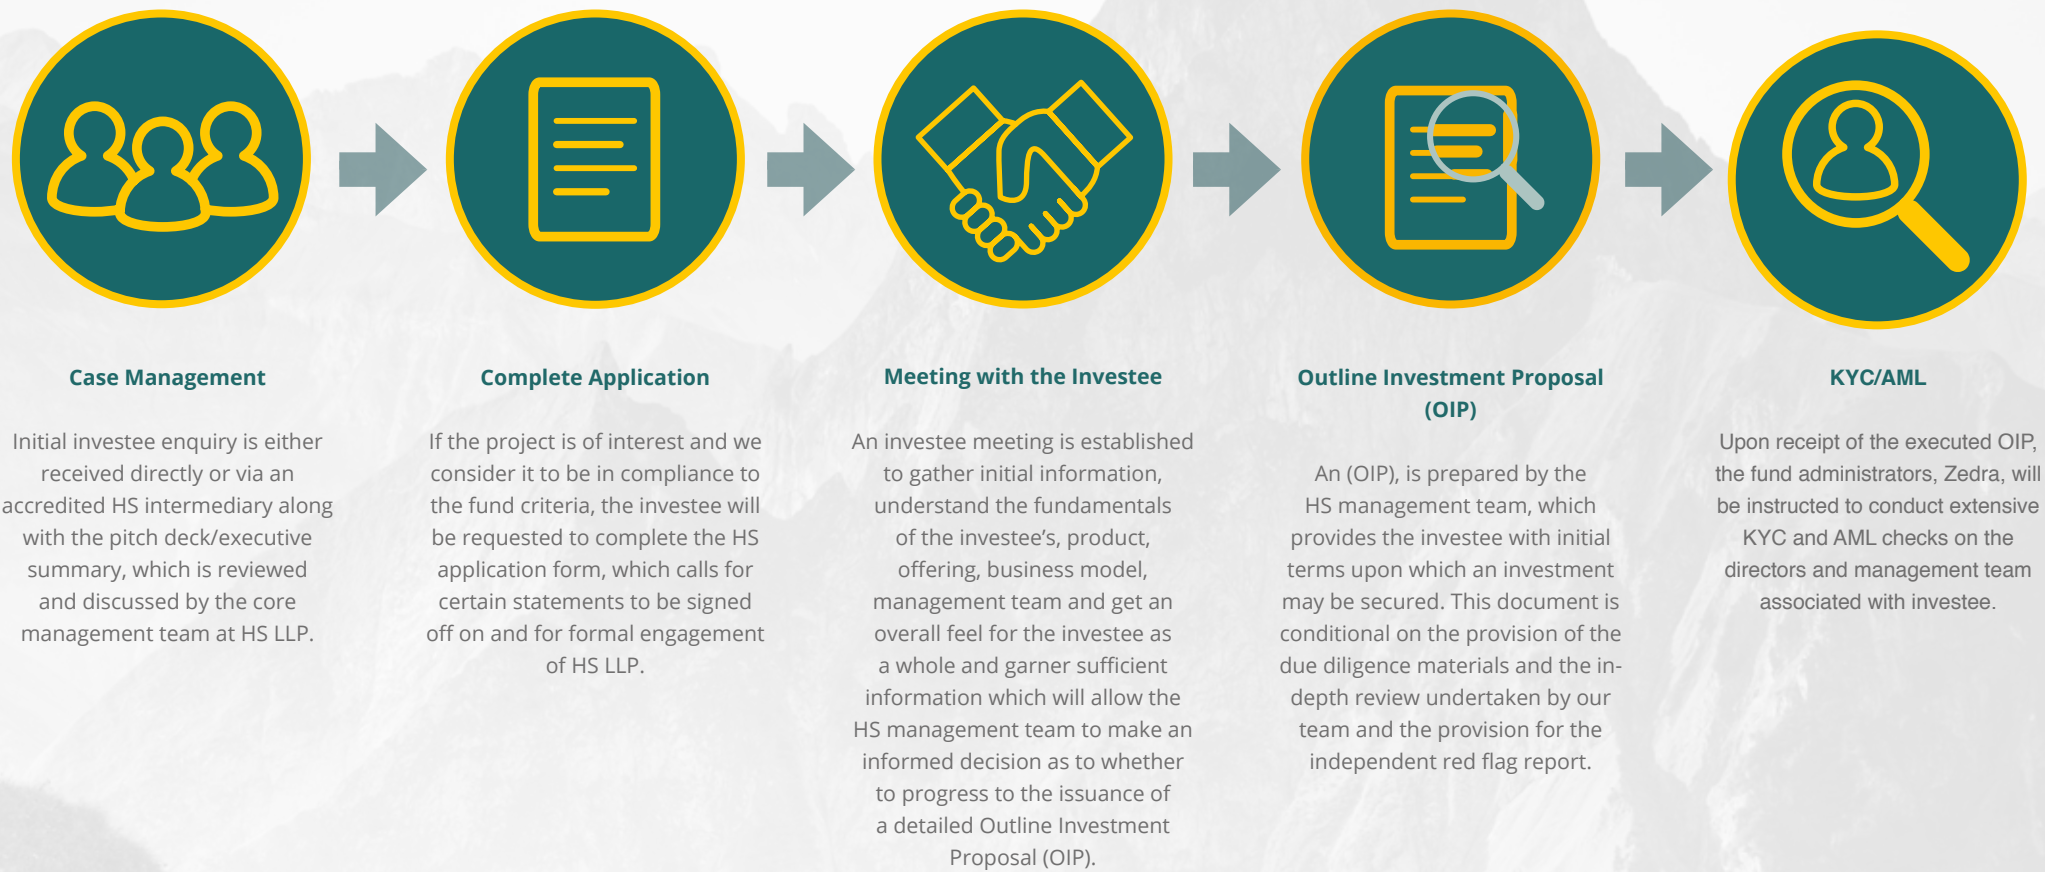 Case Management
Initial investee enquiry is either
received directly or via an
accredited HS intermediary along
with the pitch deck/executive
summary, which is reviewed
and discussed by the core
management team at HS LLP.
Complete Application
If the project is of interest and we
consider it to be in compliance to
the fund criteria, the investee will
be requested to complete the HS
application form, which calls for
certain statements to be signed
off on and for formal engagement
of HS LLP.
Meeting with the Investee
An investee meeting is established
to gather initial information,
understand the fundamentals
of the investee’s, product,
offering, business model,
management team and get an
overall feel for the investee as
a whole and garner sufficient
information which will allow the
HS management team to make an
informed decision as to whether
to progress to the issuance of
a detailed Outline Investment
Proposal (OIP).
Outline Investment Proposal
(OIP)
An (OIP), is prepared by the
HS management team, which
provides the investee with initial
terms upon which an investment
may be secured. This document is
conditional on the provision of the
due diligence materials and the in-
depth review undertaken by our
team and the provision for the
independent red flag report.
KYC/AML
Upon receipt of the executed OIP,
the fund administrators, Zedra, will
be instructed to conduct extensive
KYC and AML checks on the
directors and management team
associated with investee.